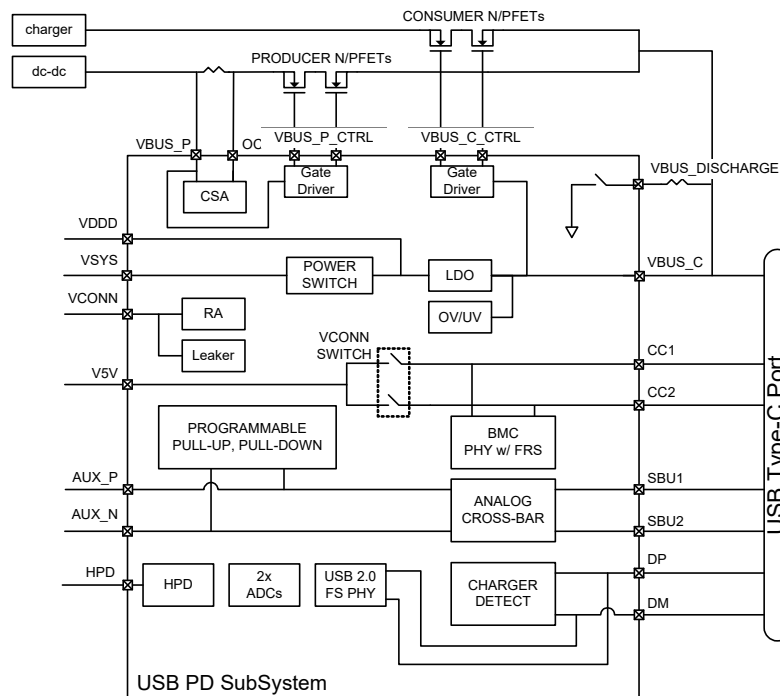 CONSUMER N/PFETs
charger
dc-dc
PRODUCER N/PFETs
VBUS_P
OC
VBUS_P_CTRL
VBUS_C_CTRL
CSA
Gate
Driver
Gate
Driver
VBUS_DISCHARGE
VDDD
VSYS
POWER
SWITCH
LDO
VBUS_C
VCONN
RA
OV/UV
Leaker
VCONN
SWITCH
CC1
V5V
CC2
PROGRAMMABLE
PULL-UP, PULL-DOWN
BMC
PHY w/ FRS
AUX_P
ANALOG
CROSS-BAR
SBU1
AUX_N
SBU2
HPD
HPD
2x
ADCs
USB 2.0
FS PHY
CHARGER
DETECT
DP
DM
USB Type-C Port
USB PD SubSystem